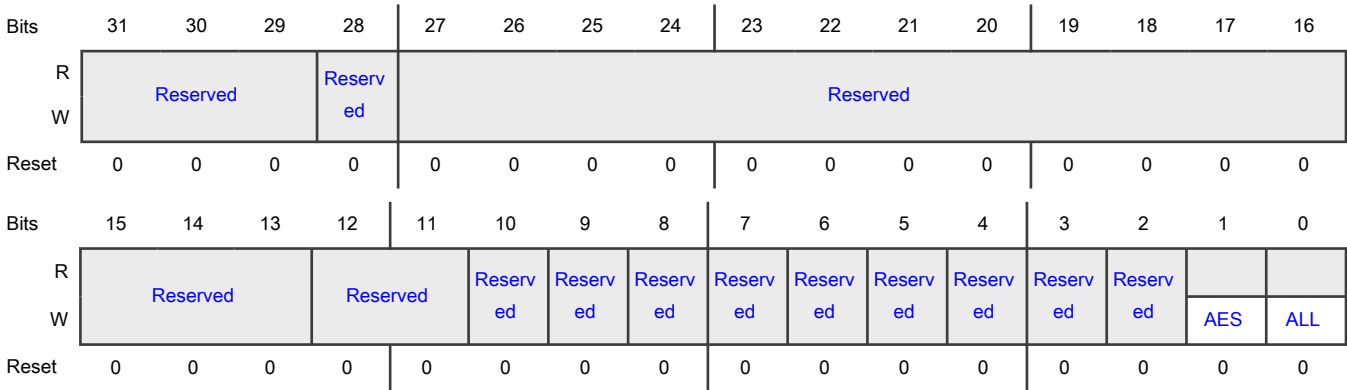 Bits 31 30 29 28 27 26 25 24 23 22 21 20 19 18 17 16
R
Reserved Reserv Reserved
ed
W
Reset 0 0 0 0 0 0 0 0 0 0 0 0 0 0 0 0
Bits 15 14 13 12 11 10 9 8 7 6 5 4 3 2 1 0
R
Reserved Reserved Reserv Reserv Reserv Reserv Reserv Reserv Reserv Reserv Reserv
ed ed ed ed ed ed ed ed ed
W AES ALL
Reset 0 0 0 0 0 0 0 0 0 0 0 0 0 0 0 0